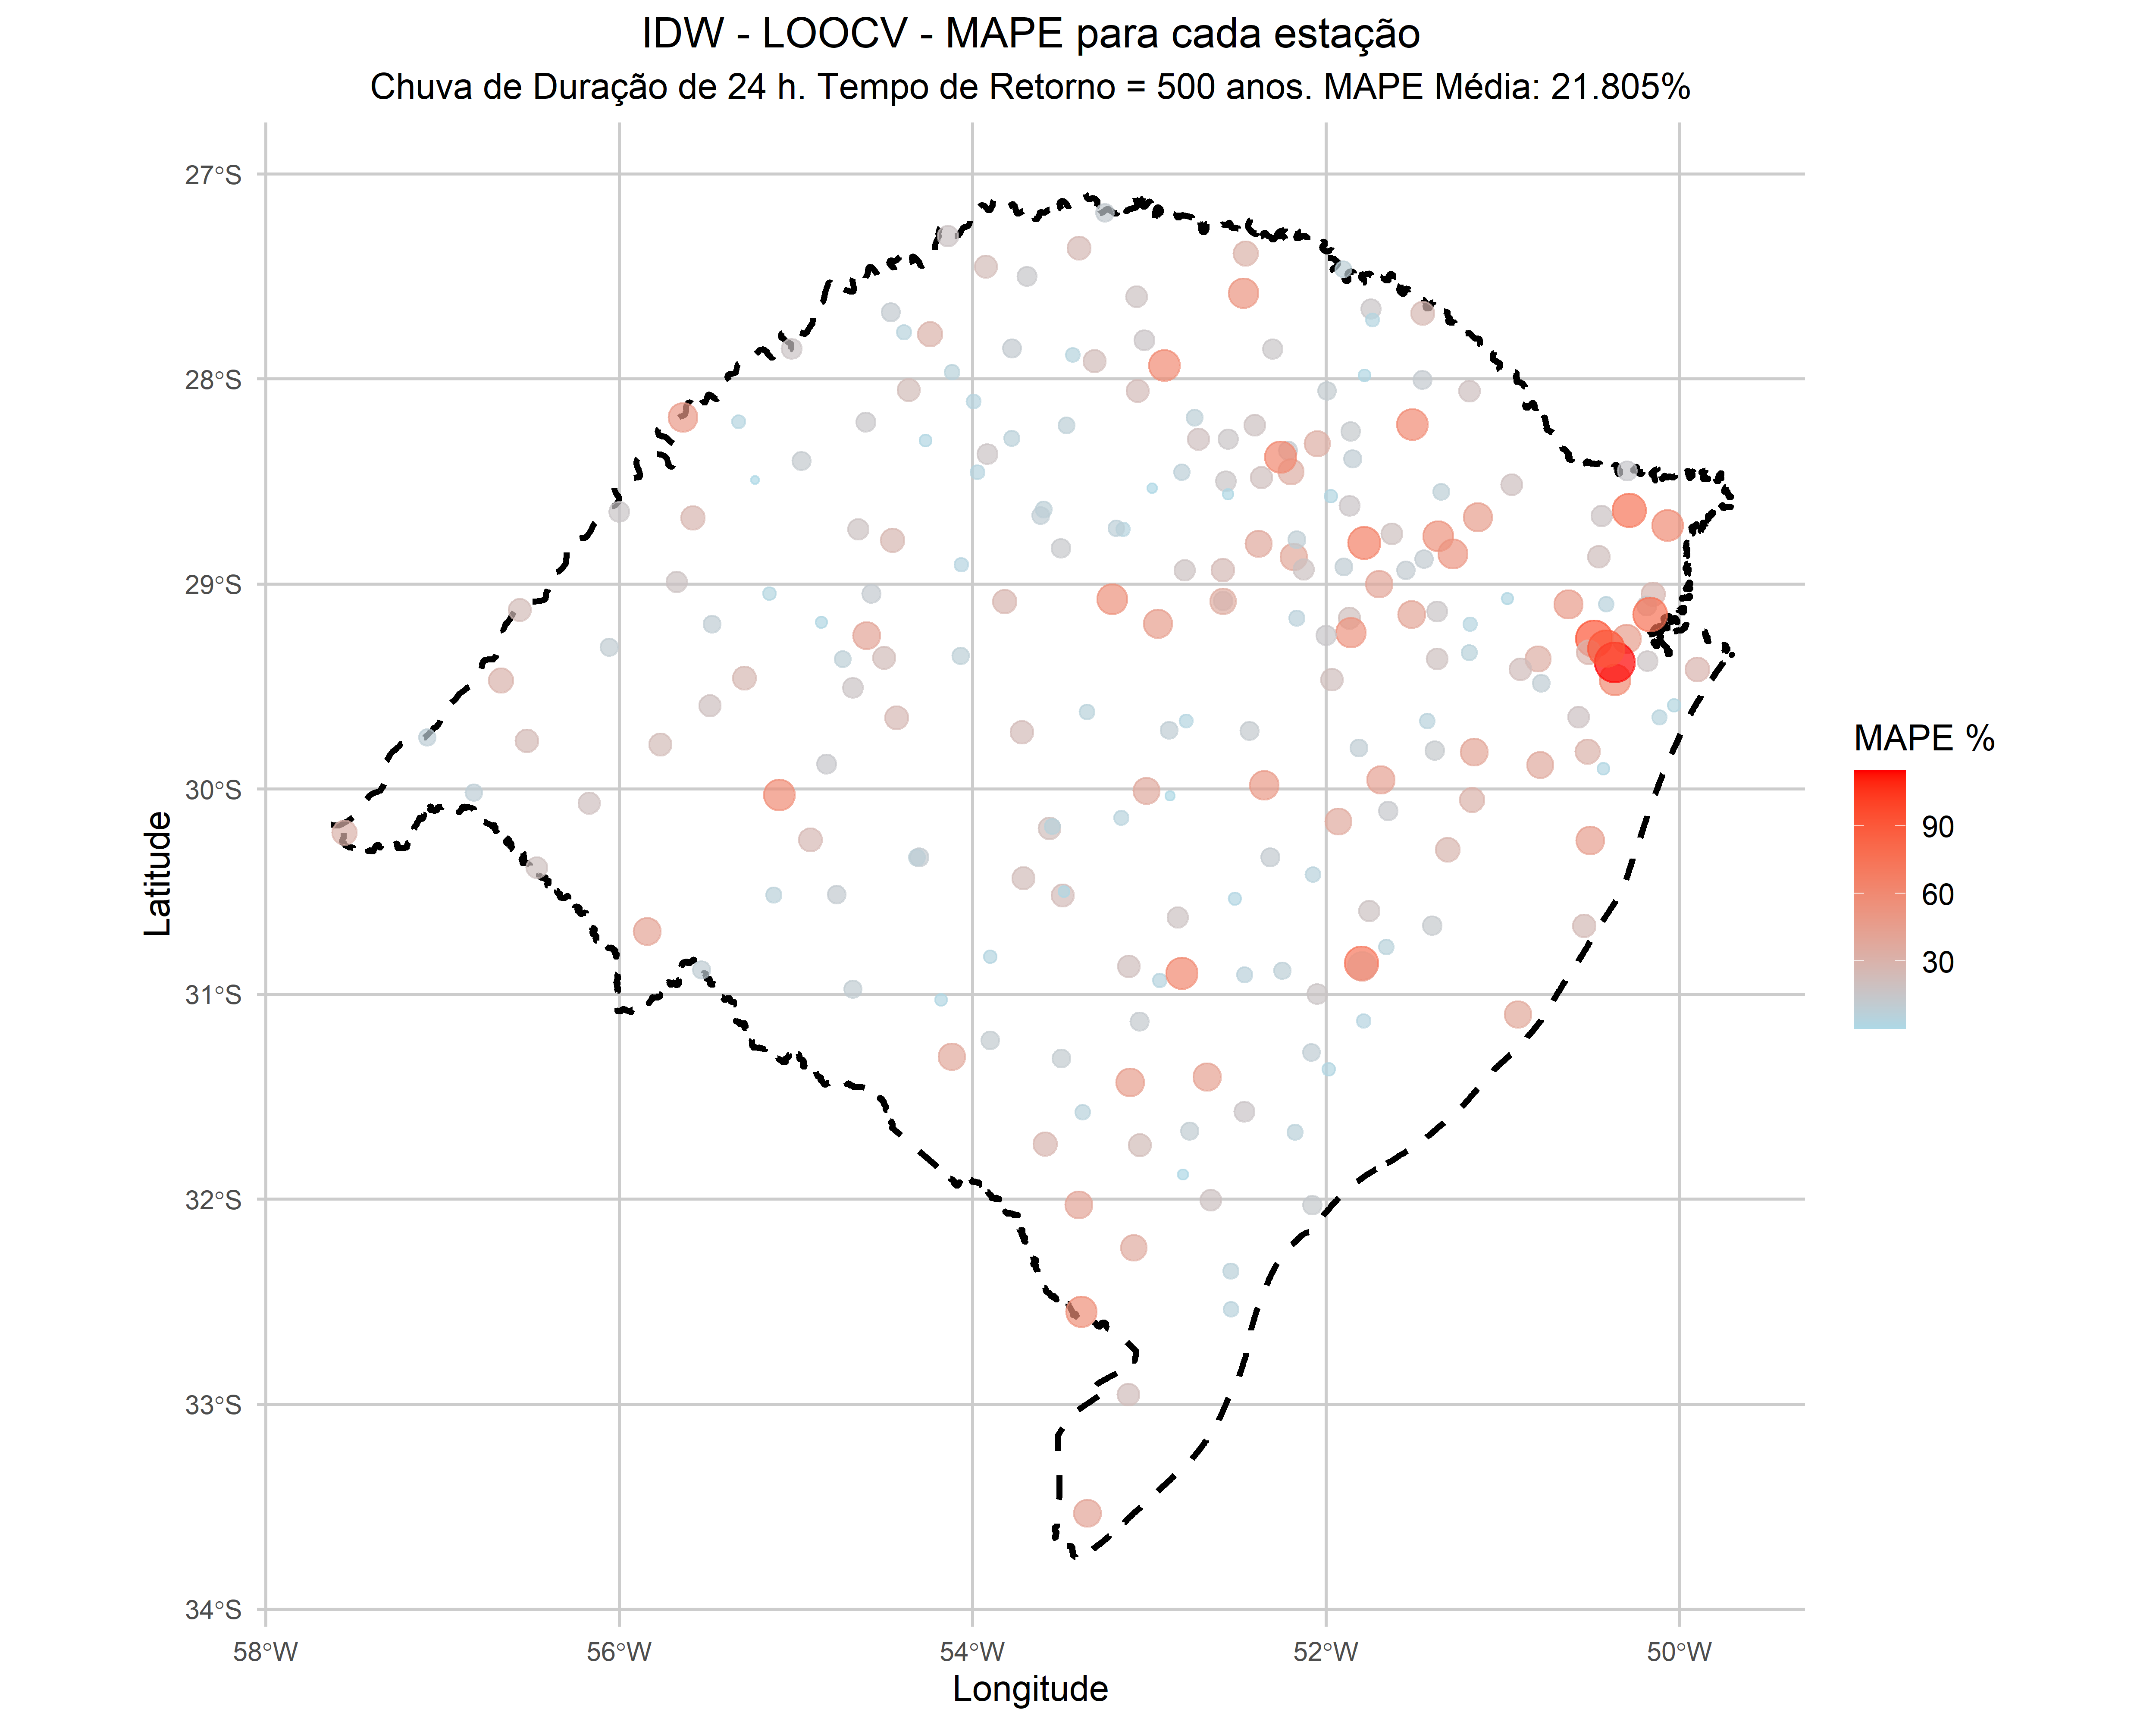 IDW - LOOCV - MAPE para cada estação
Chuva de Duração de 24 h. Tempo de Retorno = 500 anos. MAPE Média: 21.805%
27°S
28°S
29°S
30°S
31°S
32°S
33°S
34°S
Latitude
58°W
56°W
54°W
52°W
50°W
Longitude
MAPE %
90
60
30